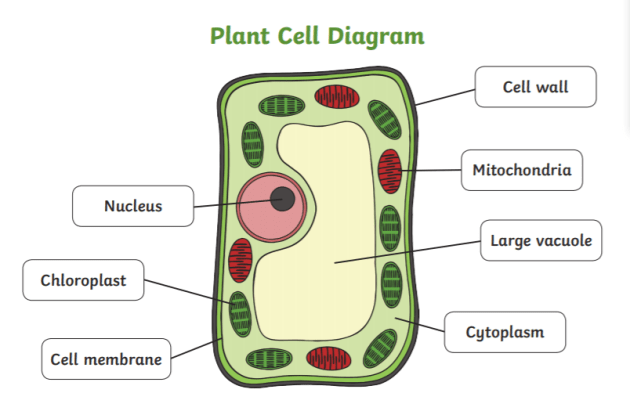 Plant Cell Diagram
Cell wall
Mitochondria
Nucleus
Large vacuole
Chloroplast
Cytoplasm
Cell membrane